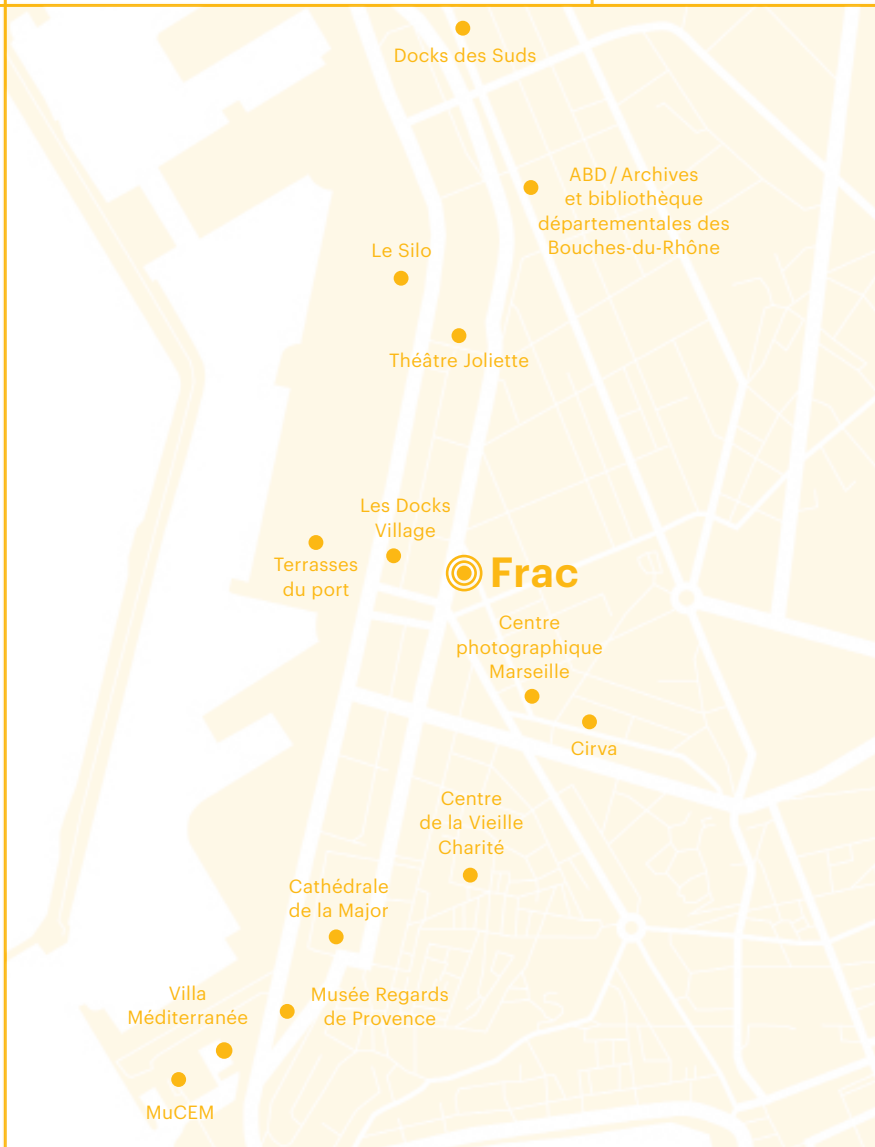 Docks des Suds
ABD / Archives
et bibliothèque
départementales des
Bouches-du-Rhône
Le Silo
Théâtre Joliette
Les Docks
Village
Terrasses
du port
Frac
Centre
photographique
Marseille
Cirva
Centre
de la Vieille
Charité
Cathédrale
de la Major
Villa
Méditerranée
Musée Regards
de Provence
MuCEM